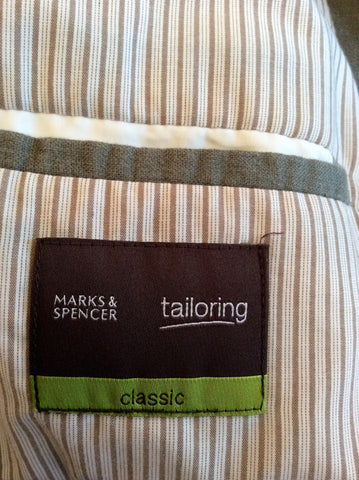 MARKS &
SPENCER
tailoring
classic